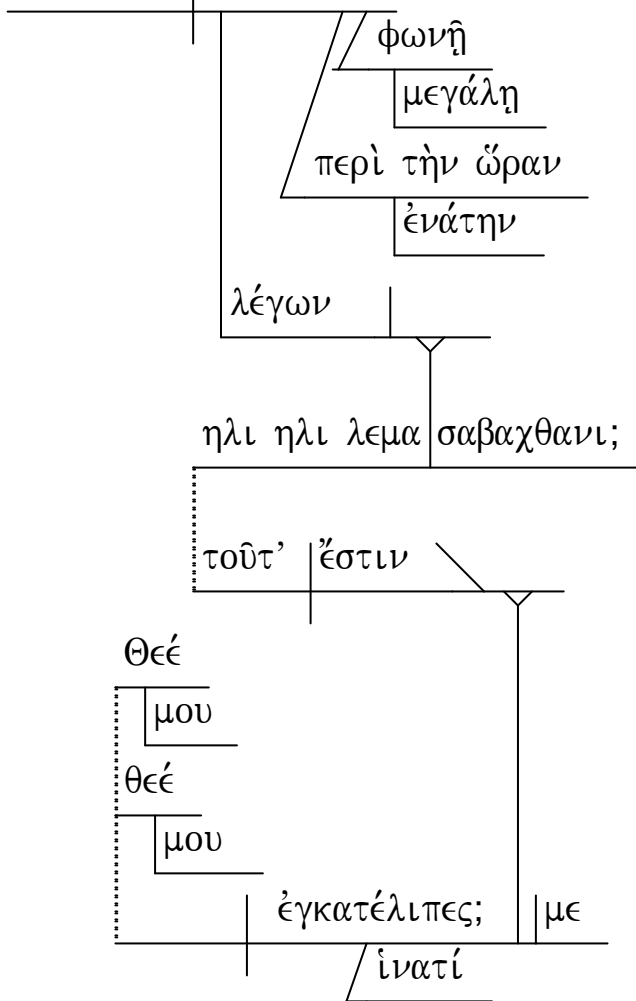 φωνῇ
μεγάλῃ
περὶ τὴν ὥραν
ἐνάτην
λέγων
ηλι ηλι λεμα σαβαχθανι;
τοῦτ’ ἔστιν
Θεέ
μου
θεέ
μου
ἐγκατέλιπες; με
ἱνατί